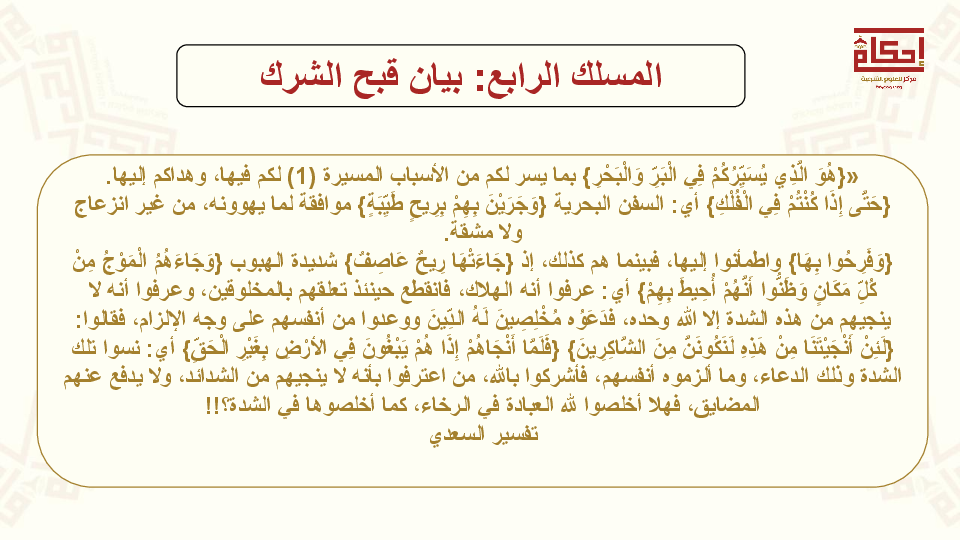 إحكام
مركز للعلوم الشرعية
المسلك الرابع: بيان قبح الشرك
«{هُوَ الَّذِي يُسَيِّرُكُمْ فِي الْبَرِّ وَالْبَحْرِ} بما يسر لكم من الأسباب المسيرة (1) لكم فيها، وهداكم إليها.
{حَتَّى إِذَا كُنْتُمْ فِي الْفُلْكِ} أي: السفن البحرية {وَجَرَيْنَ بِهِمْ بِرِيحٍ طَيِّبَةٍ} موافقة لما يهوونه، من غير انزعاج
ولا مشقة.
{وَفَرِحُوا بِهَا} واطمأنوا إليها، فبينما هم كذلك، إذ {جَاءَتْهَا رِيحٌ عَاصِفٌ} شديدة الهبوب {وَجَاءَهُمُ الْمَوْجُ مِنْ
كُلِّ مَكَانٍ وَظَنُّوا أَنَّهُمْ أُحِيطَ بِهِمْ} أي: عرفوا أنه الهلاك، فانقطع حينئذ تعلقهم بالمخلوقين، وعرفوا أنه لا
ينجيهم من هذه الشدة إلا الله وحده، فدَعَوُه مُخْلِصِينَ لَهُ الدِّينَ ووعدوا من أنفسهم على وجه الإلزام، فقالوا:
{لَئِنْ أَنْجَيْتَنَا مِنْ هَذِهِ لَنَكُونَنَّ مِنَ الشَّاكِرِينَ} {فَلَمَّا أَنْجَاهُمْ إِذَا هُمْ يَبْغُونَ فِي الأرْضِ بِغَيْرِ الْحَقِّ} أي: نسوا تلك
الشدة وذلك الدعاء، وما ألزموه أنفسهم، فأشركوا بالله، من اعترفوا بأنه لا ينجيهم من الشدائد، ولا يدفع عنهم
المضايق، فهلا أخلصوا لله العبادة في الرخاء، كما أخلصوها في الشدة؟!!
تفسير السعدي